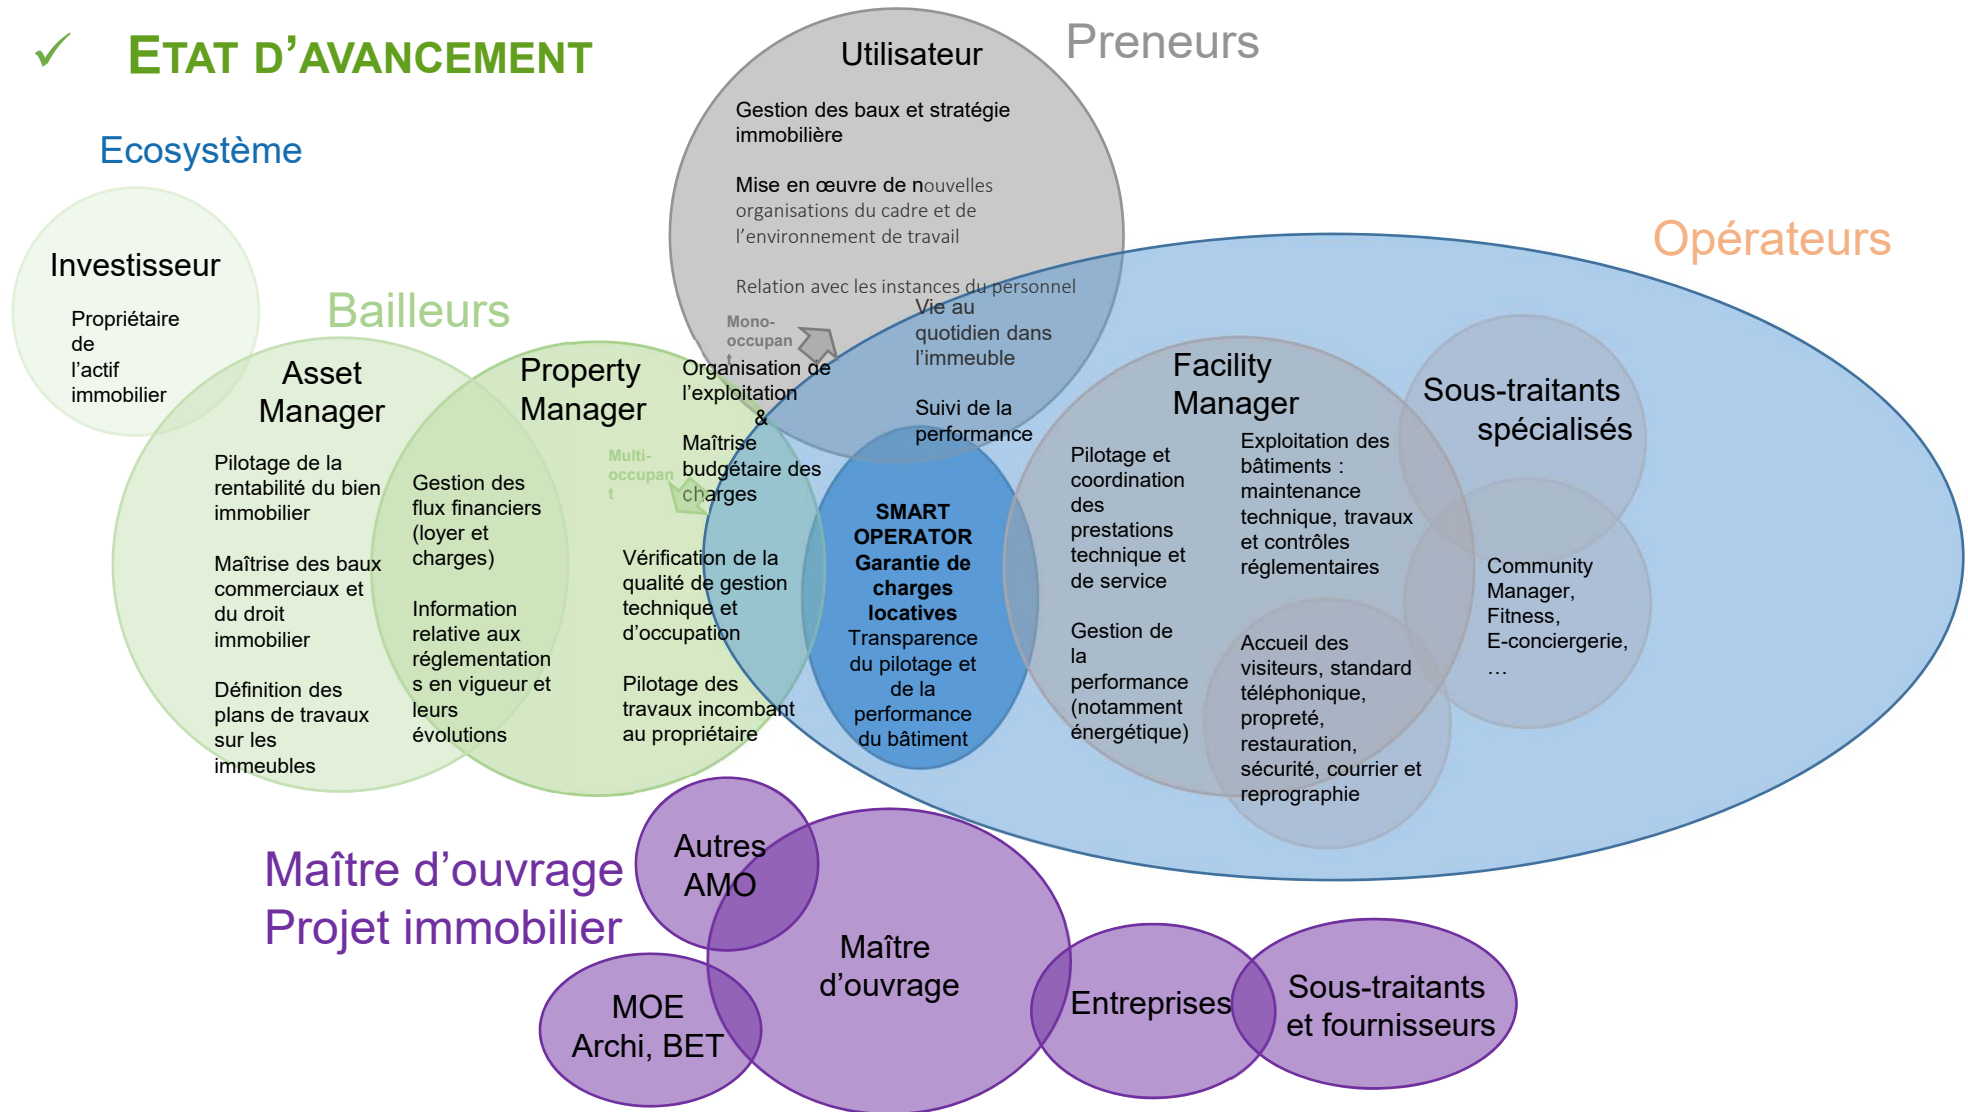 ✓ ETAT D’AVANCEMENT
Ecosystème
Preneurs
Utilisateur
Gestion des baux et stratégie
immobilière
Mise en œuvre de nouvelles
organisations du cadre et de
l’environnement de travail
Relation avec les instances du personnel
Vie au
quotidien dans
l’immeuble
Suivi de la
performance
Mono-
occupan
t
Opérateurs
Investisseur
Propriétaire
de
l’actif
immobilier
Bailleurs
Asset
Manager
Pilotage de la
rentabilité du bien
immobilier
Maîtrise des baux
commerciaux et
du droit
immobilier
Définition des
plans de travaux
sur les
immeubles
Gestion des
flux financiers
(loyer et
charges)
Information
relative aux
réglementation
s en vigueur et
leurs
évolutions
Property
Manager
Multi-
occupan
t
Organisation de
l’exploitation
&
Maîtrise
budgétaire des
charges
Vérification de la
qualité de gestion
technique et
d’occupation
Pilotage des
travaux incombant
au propriétaire
SMART
OPERATOR
Garantie de
charges
locatives
Transparence
du pilotage et
de la
performance
du bâtiment
Facility
Manager
Pilotage et
coordination
des
prestations
technique et
de service
Gestion de
la
performance
(notamment
énergétique)
Exploitation des
bâtiments :
maintenance
technique, travaux
et contrôles
réglementaires
Accueil des
visiteurs, standard
téléphonique,
propreté,
restauration,
sécurité, courrier et
reprographie
Sous-traitants
spécialisés
Community
Manager,
Fitness,
E-conciergerie,
…
Maître d’ouvrage
Projet immobilier
Autres
AMO
MOE
Archi, BET
Maître
d’ouvrage
Entreprises
Sous-traitants
et fournisseurs